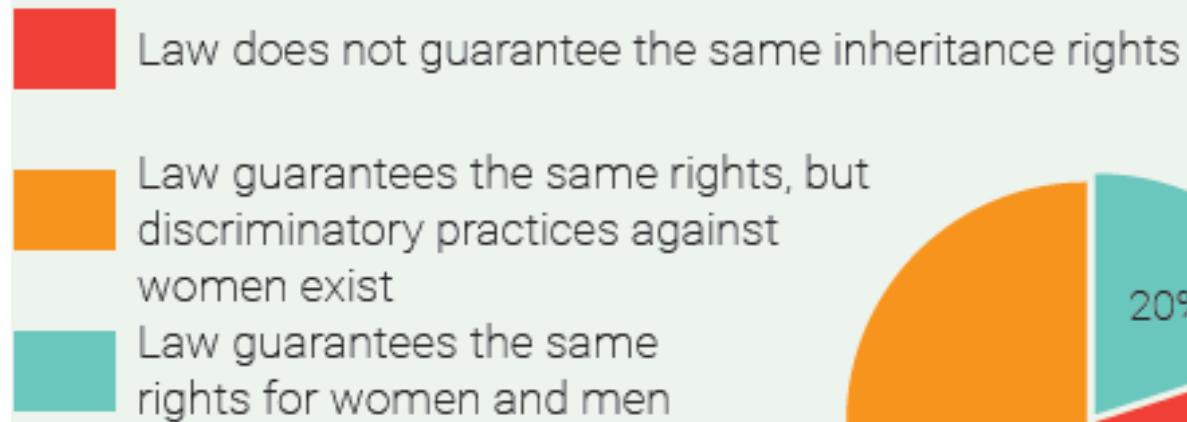 Law does not guarantee the same inheritance rights
Law guarantees the same rights, but
discriminatory practices against
women exist
Law guarantees the same
rights for women and men
20%